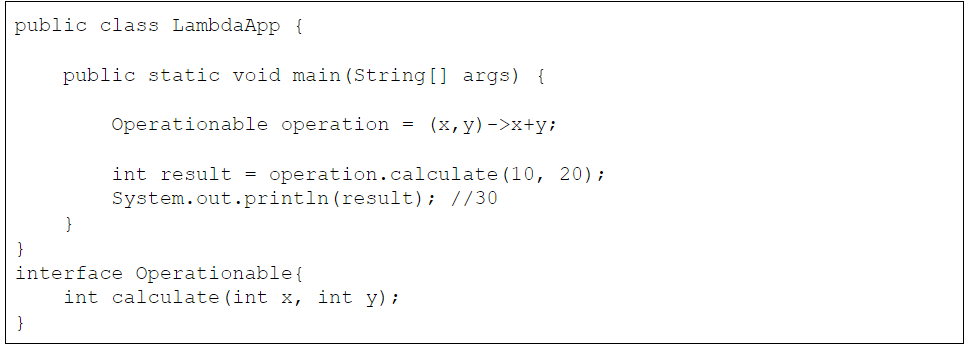 public class LambdaApp {
    public static void main(String[] args) {
        Operationable operation = (x,y)->x+y;
        int result = operation.calculate(10, 20);
        System.out.println(result); //30
    }
}
interface Operationable{
    int calculate(int x, int y);
}